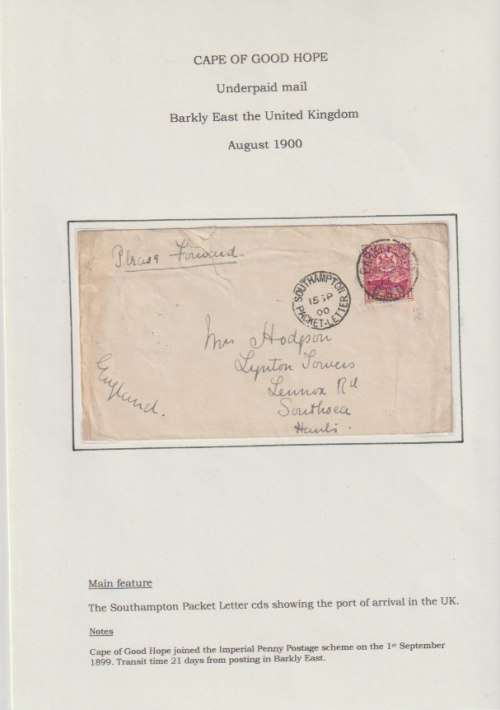 CAPE OF GOOD HOPE
Underpaid mail
Barkly East the United Kingdom
August 1900
Please Forward
SOUTHAMPTON
15 SP
00
PACKET-LETTER
Mrs Hodgson
Lynton Towers
Lennox Rd
Southsea
Hants.
England.
Main feature
The Southampton Packet Letter cds showing the port of arrival in the UK.
Notes
Cape of Good Hope joined the Imperial Penny Postage scheme on the 1st September
1899. Transit time 21 days from posting in Barkly East.